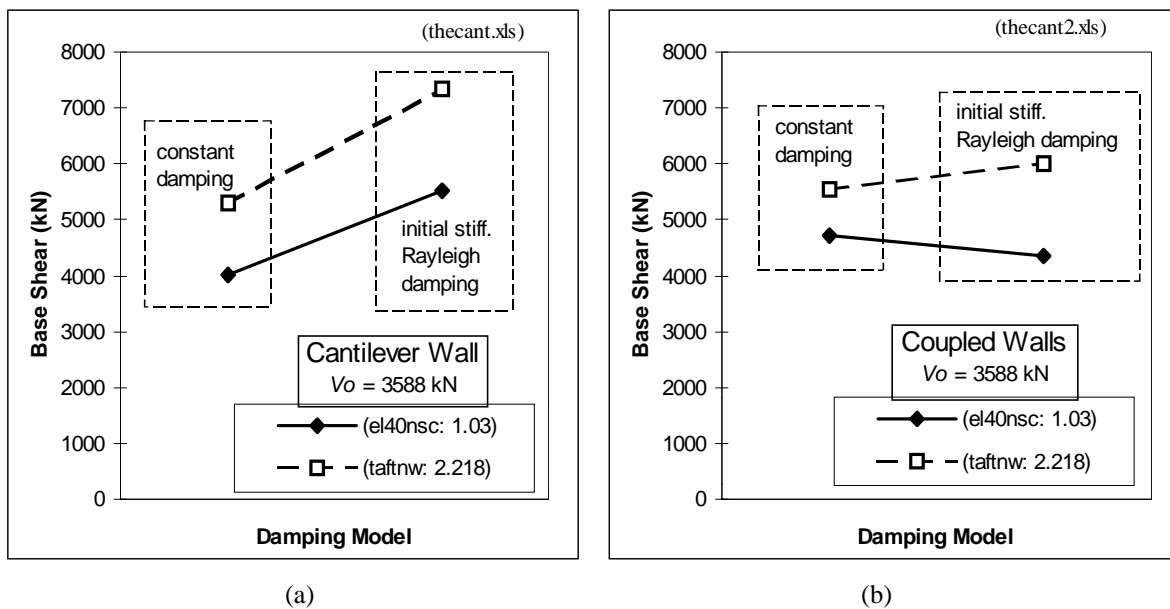 (thecant.xls)
Base Shear (kN)
8000
7000
6000
5000
4000
3000
2000
1000
0
constant
damping
initial stiff.
Rayleigh
damping
Cantilever Wall
Vo = 3588 kN
(el40nsc: 1.03)
(taftnw: 2.218)
Damping Model
(a)
(thecant2.xls)
Base Shear (kN)
8000
7000
6000
5000
4000
3000
2000
1000
0
constant
damping
initial stiff.
Rayleigh damping
Coupled Walls
Vo = 3588 kN
(el40nsc: 1.03)
(taftnw: 2.218)
Damping Model
(b)